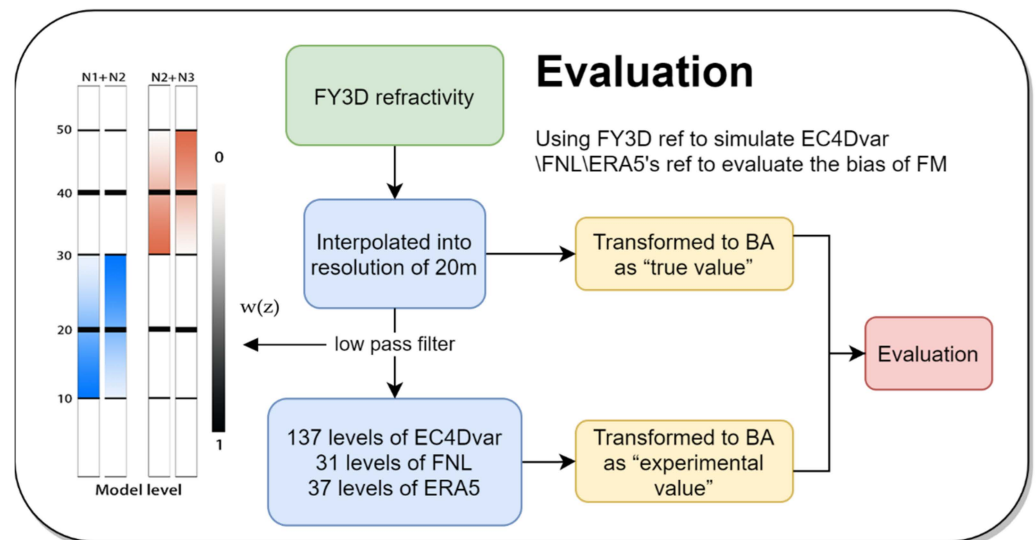 Evaluation
Using FY3D ref to simulate EC4Dvar
\FNL\ERA5's ref to evaluate the bias of FM
FY3D refractivity
Interpolated into
resolution of 20m
Transformed to BA
as “true value”
low pass filter
137 levels of EC4Dvar
31 levels of FNL
37 levels of ERA5
Transformed to BA
as “experimental
value”
Evaluation
N1+N2
N2+N3
50
40
30
20
10
Model level
0
w(z)
1